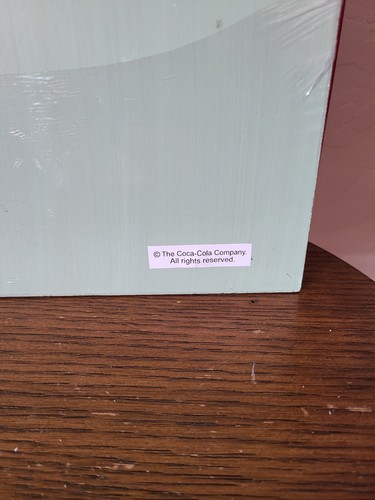 © The Coca-Cola Company.
All rights reserved.